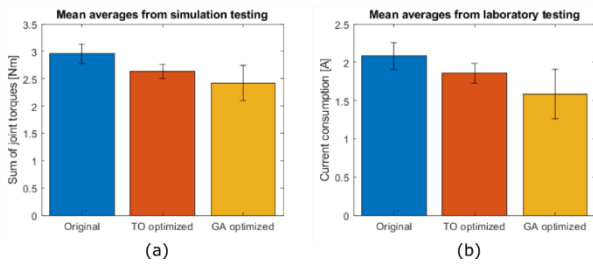 Mean averages from simulation testing
Sum of joint torques [Nm]
3.5
3
2.5
2
1.5
1
0.5
0
Original TO optimized GA optimized
(a)
Mean averages from laboratory testing
Current consumption [A]
2.5
2
1.5
1
0.5
0
Original TO optimized GA optimized
(b)